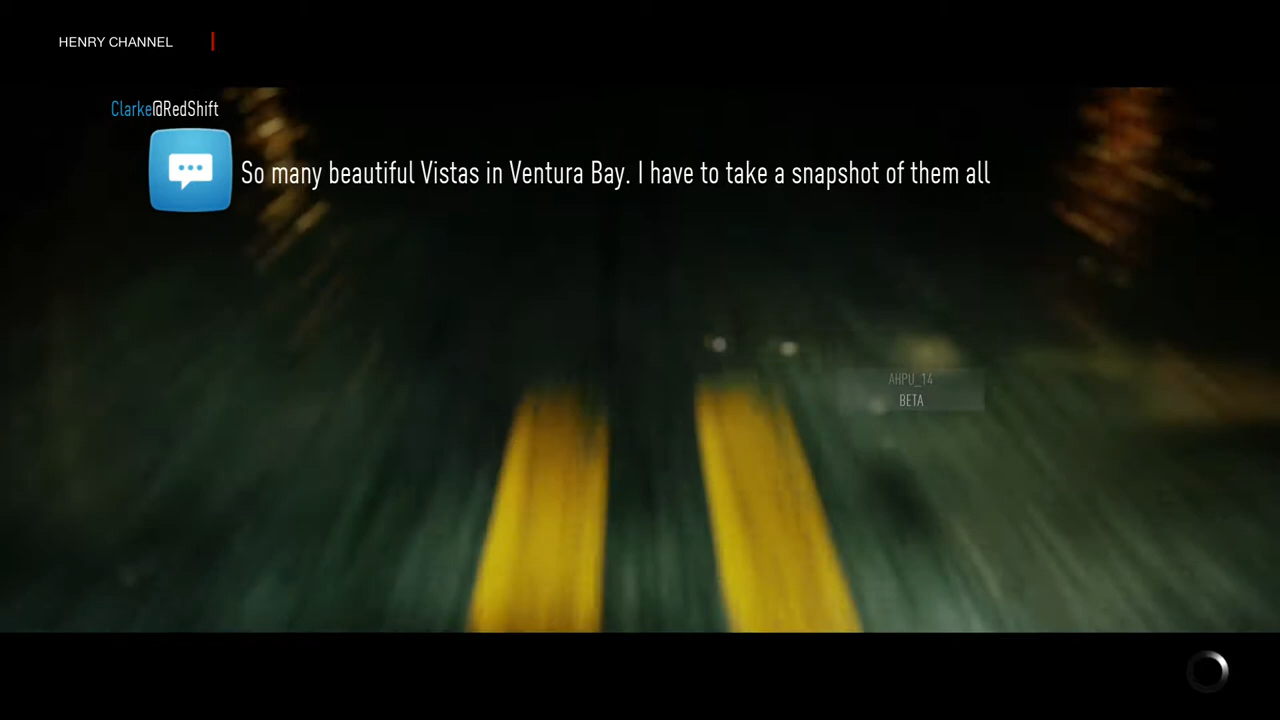 HENRY CHANNEL
Clarke@RedShift
So many beautiful Vistas in Ventura Bay. I have to take a snapshot of them all
AHPU_14
BETA